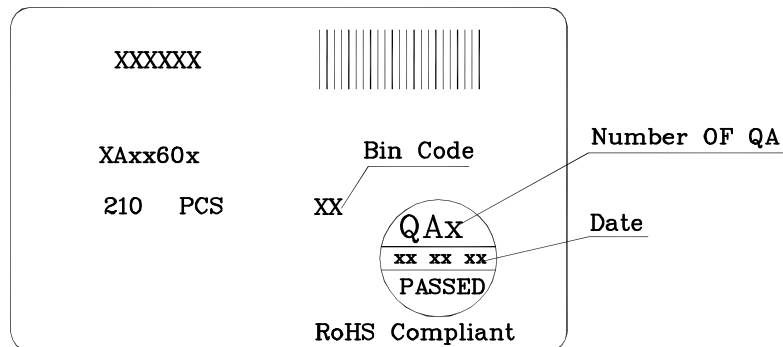 XXXXXX
XAxx60x
Bin Code
Number OF QA
210 PCS
XX
QAx
Date
xx xx xx
PASSED
RoHS Compliant